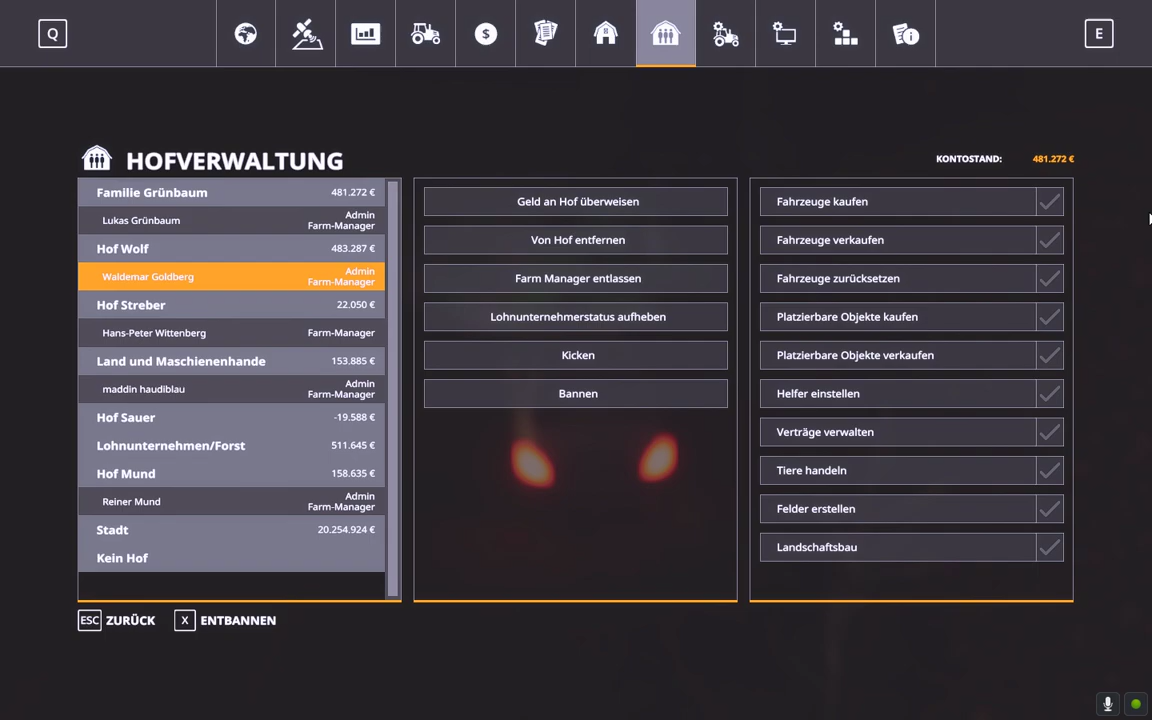 Q
E
HOFVERWALTUNG
KONTOSTAND: 481.272 €
Familie Grünbaum 481.272 €
Lukas Grünbaum Admin
Farm-Manager
Hof Wolf 483.287 €
Waldemar Goldberg Admin
Farm-Manager
Hof Streber 22.050 €
Hans-Peter Wittenberg Farm-Manager
Land und Maschienenhande 153.885 €
maddin haudiblau Admin
Farm-Manager
Hof Sauer -19.588 €
Lohnunternehmen/Forst 511.645 €
Hof Mund 158.635 €
Reiner Mund Admin
Farm-Manager
Stadt 20.254.924 €
Kein Hof
Geld an Hof überweisen
Von Hof entfernen
Farm Manager entlassen
Lohnunternehmerstatus aufheben
Kicken
Bannen
Fahrzeuge kaufen
Fahrzeuge verkaufen
Fahrzeuge zurücksetzen
Platzierbare Objekte kaufen
Platzierbare Objekte verkaufen
Helfer einstellen
Verträge verwalten
Tiere handeln
Felder erstellen
Landschaftsbau
ESC ZURÜCK X ENTBANNEN